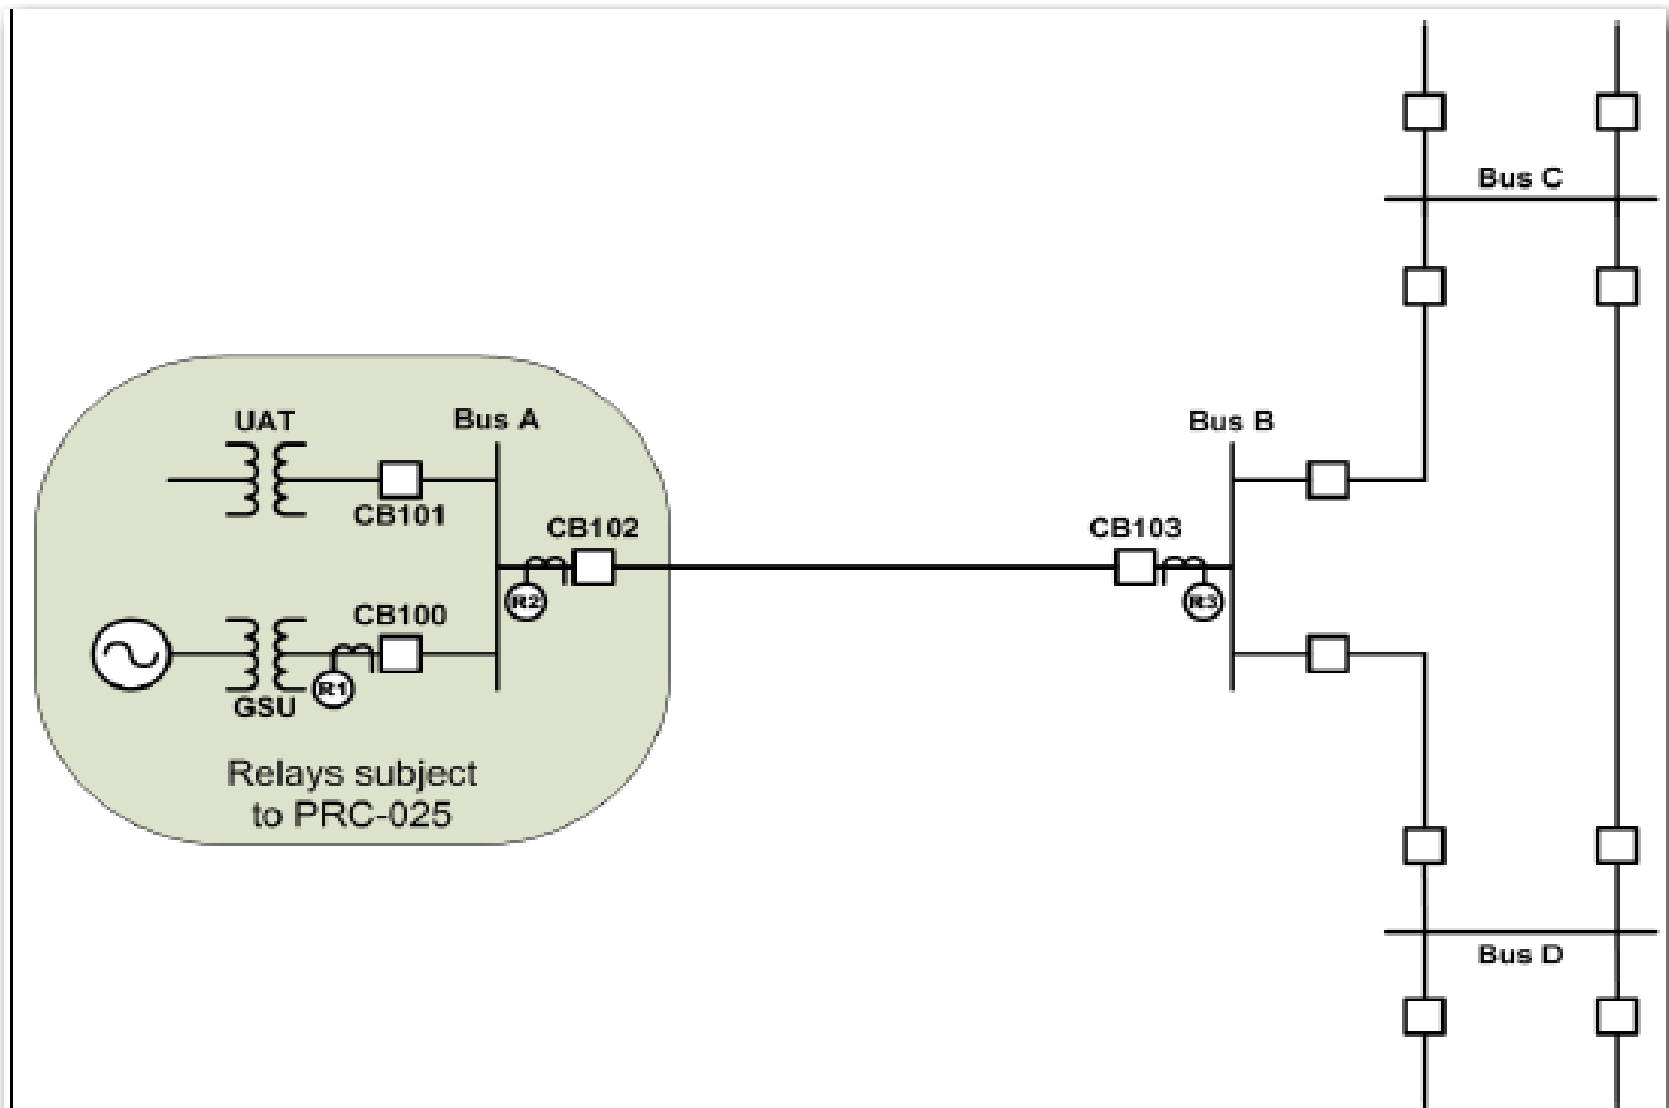 Bus C
UAT
Bus A
Bus B
CB101
CB102
CB103
R2
R3
CB100
R1
GSU
Relays subject
to PRC-025
Bus D